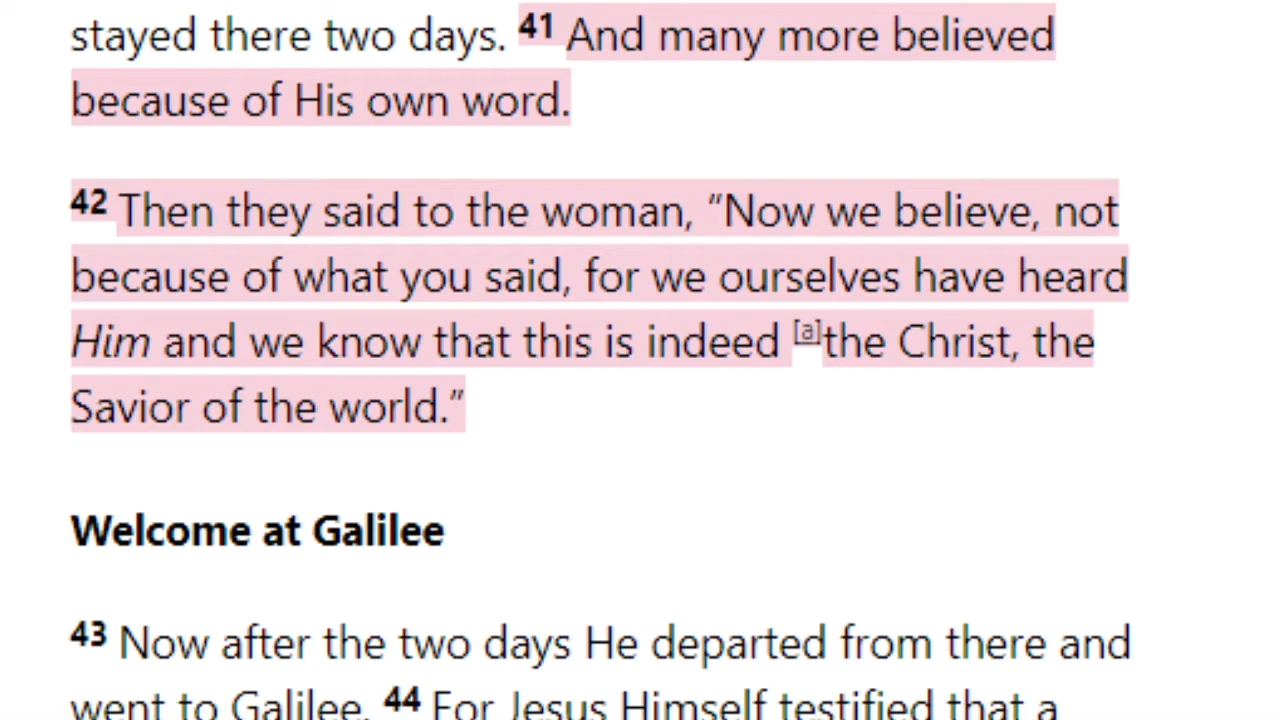 stayed there two days. 41 And many more believed
because of His own word.
42 Then they said to the woman, “Now we believe, not
because of what you said, for we ourselves have heard
Him and we know that this is indeed [a]the Christ, the
Savior of the world.”
Welcome at Galilee
43 Now after the two days He departed from there and
went to Galilee. 44 For Jesus Himself testified that a